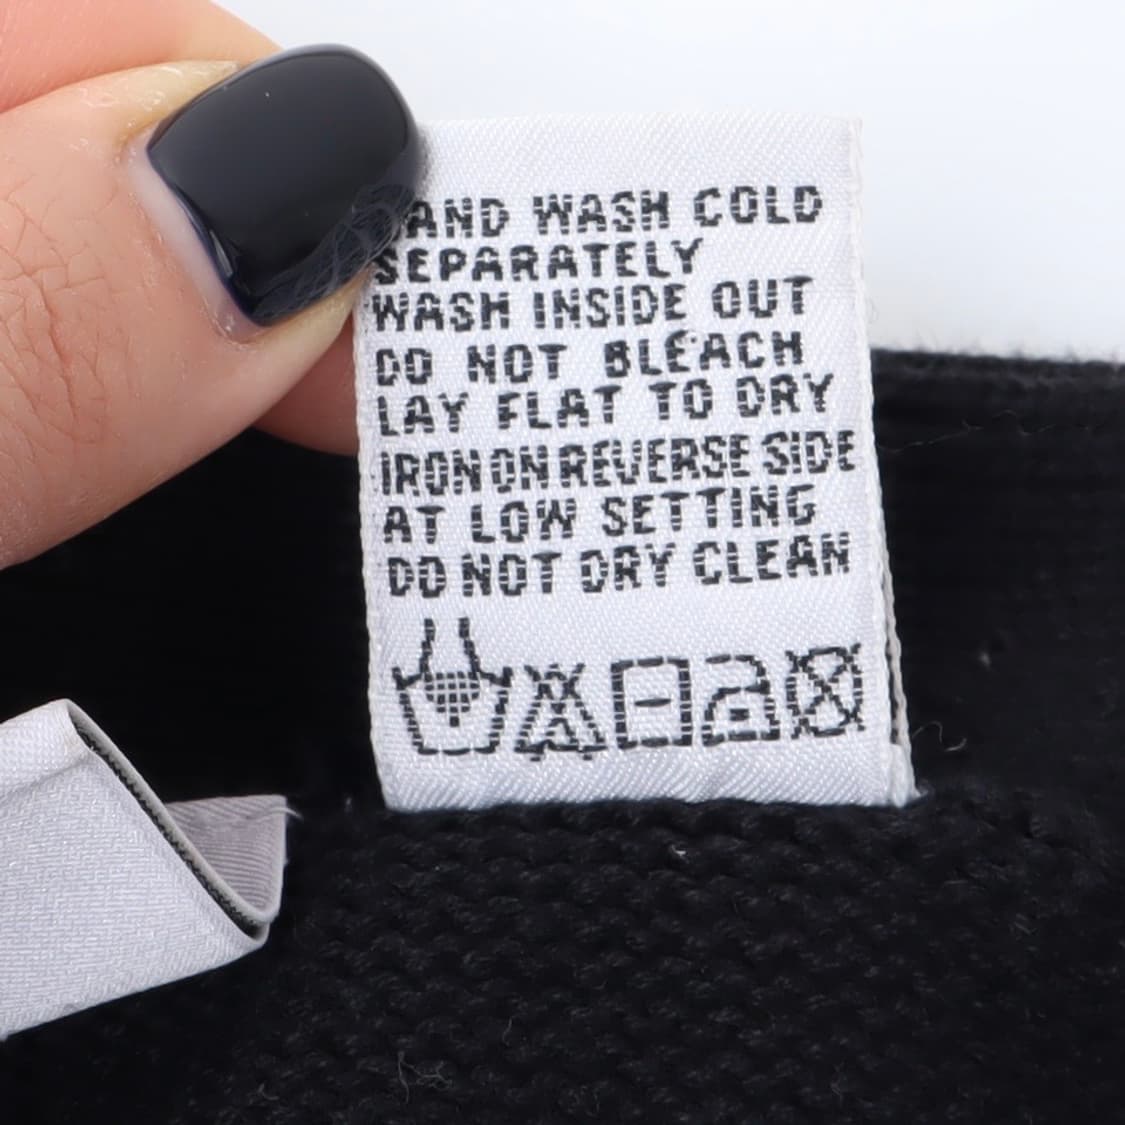 AND WASH COLD
SEPARATELY
WASH INSIDE OUT
DO NOT BLEACH
LAY FLAT TO DRY
IRON ON REVERSE SIDE
AT LOW SETTING
DO NOT DRY CLEAN